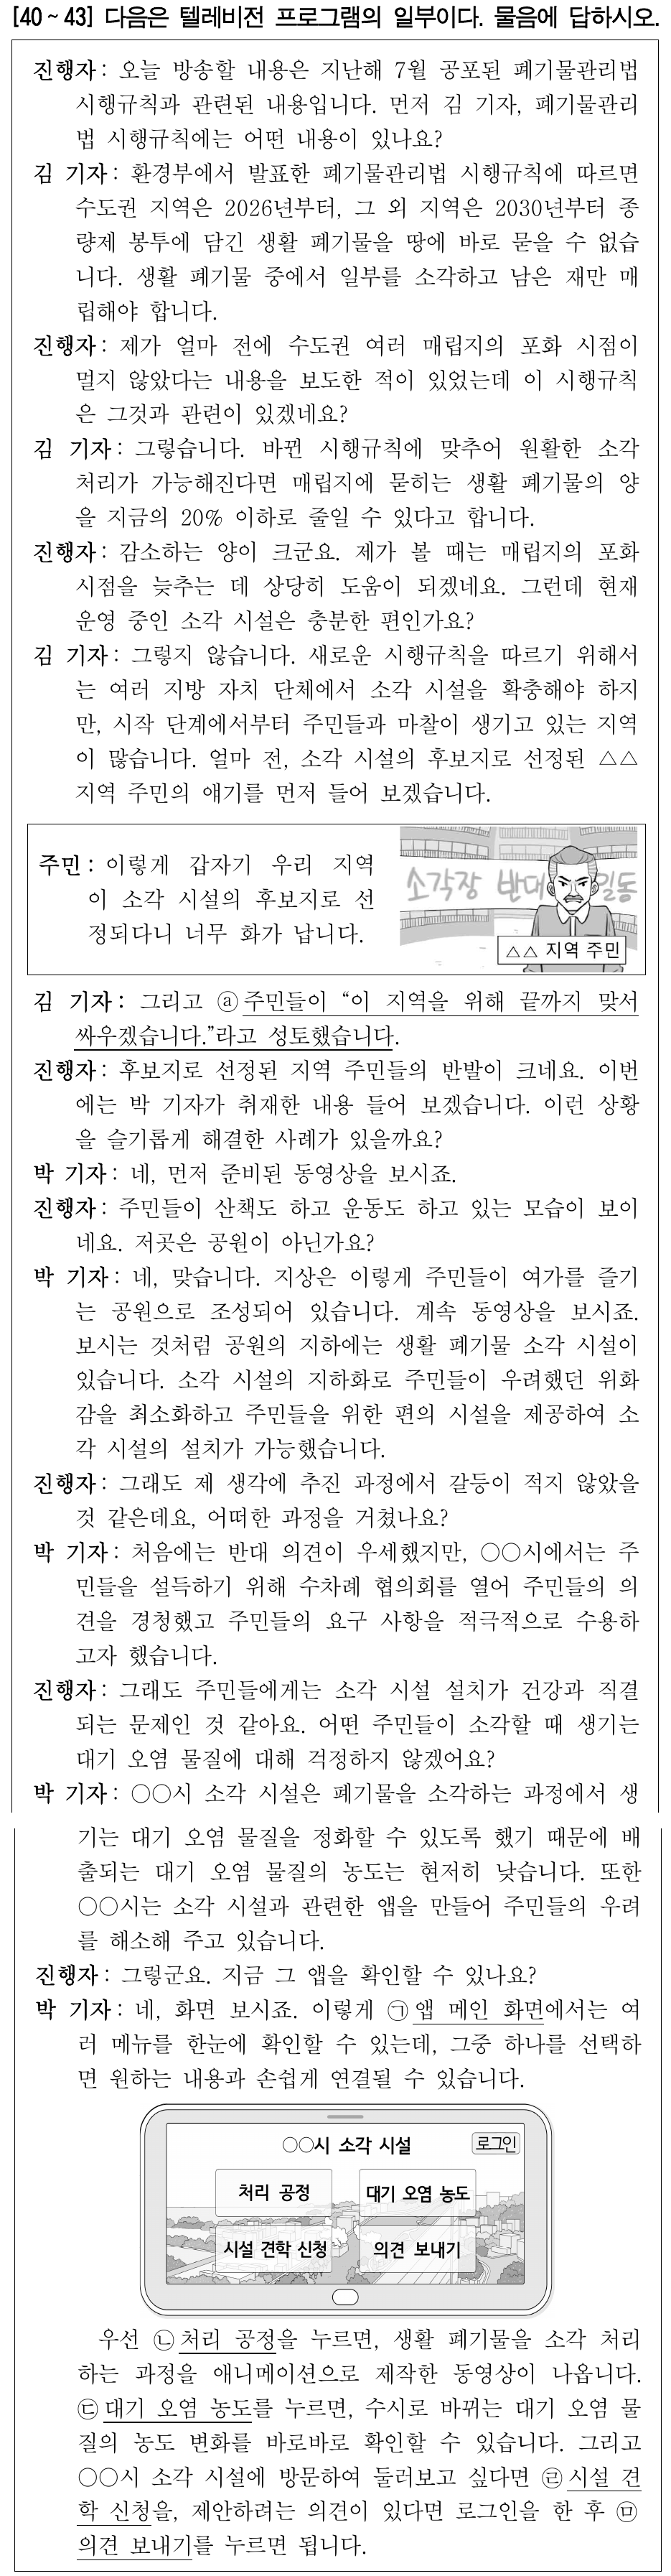 [40 ~ 43] 다음은 텔레비전 프로그램의 일부이다. 물음에 답하시오.
진행자 : 오늘 방송할 내용은 지난해 7월 공포된 폐기물관리법
시행규칙과 관련된 내용입니다. 먼저 김 기자, 폐기물관리
법 시행규칙에는 어떤 내용이 있나요?
김 기자 : 환경부에서 발표한 폐기물관리법 시행규칙에 따르면
수도권 지역은 2026년부터, 그 외 지역은 2030년부터 종
량제 봉투에 담긴 생활 폐기물을 땅에 바로 묻을 수 없습
니다. 생활 폐기물 중에서 일부를 소각하고 남은 재만 매
립해야 합니다.
진행자 : 제가 얼마 전에 수도권 여러 매립지의 포화 시점이
멀지 않았다는 내용을 보도한 적이 있었는데 이 시행규칙
은 그것과 관련이 있겠네요?
김 기자 : 그렇습니다. 바뀐 시행규칙에 맞추어 원활한 소각
처리가 가능해진다면 매립지에 묻히는 생활 폐기물의 양
을 지금의 20% 이하로 줄일 수 있다고 합니다.
진행자 : 감소하는 양이 크군요. 제가 볼 때는 매립지의 포화
시점을 늦추는 데 상당히 도움이 되겠네요. 그런데 현재
운영 중인 소각 시설은 충분한 편인가요?
김 기자 : 그렇지 않습니다. 새로운 시행규칙을 따르기 위해서
는 여러 지방 자치 단체에서 소각 시설을 확충해야 하지
만, 시작 단계에서부터 주민들과 마찰이 생기고 있는 지역
이 많습니다. 얼마 전, 소각 시설의 후보지로 선정된 △△
지역 주민의 얘기를 먼저 들어 보겠습니다.
주민 : 이렇게 갑자기 우리 지역
이 소각 시설의 후보지로 선
정되다니 너무 화가 납니다.
소각장 반대 일동
△△ 지역 주민
김 기자 : 그리고 ⓐ 주민들이 “이 지역을 위해 끝까지 맞서
싸우겠습니다.”라고 성토했습니다.
진행자 : 후보지로 선정된 지역 주민들의 반발이 크네요. 이번
에는 박 기자가 취재한 내용 들어 보겠습니다. 이런 상황
을 슬기롭게 해결한 사례가 있을까요?
박 기자 : 네, 먼저 준비된 동영상을 보시죠.
진행자 : 주민들이 산책도 하고 운동도 하고 있는 모습이 보이
네요. 저곳은 공원이 아닌가요?
박 기자 : 네, 맞습니다. 지상은 이렇게 주민들이 여가를 즐기
는 공원으로 조성되어 있습니다. 계속 동영상을 보시죠.
보시는 것처럼 공원의 지하에는 생활 폐기물 소각 시설이
있습니다. 소각 시설의 지하화로 주민들이 우려했던 위화
감을 최소화하고 주민들을 위한 편의 시설을 제공하여 소
각 시설의 설치가 가능했습니다.
진행자 : 그래도 제 생각에 추진 과정에서 갈등이 적지 않았을
것 같은데요, 어떠한 과정을 거쳤나요?
박 기자 : 처음에는 반대 의견이 우세했지만, ○○시에서는 주
민들을 설득하기 위해 수차례 협의회를 열어 주민들의 의
견을 경청했고 주민들의 요구 사항을 적극적으로 수용하
고자 했습니다.
진행자 : 그래도 주민들에게는 소각 시설 설치가 건강과 직결
되는 문제인 것 같아요. 어떤 주민들이 소각할 때 생기는
대기 오염 물질에 대해 걱정하지 않겠어요?
박 기자 : ○○시 소각 시설은 폐기물을 소각하는 과정에서 생
기는 대기 오염 물질을 정화할 수 있도록 했기 때문에 배
출되는 대기 오염 물질의 농도는 현저히 낮습니다. 또한
○○시는 소각 시설과 관련한 앱을 만들어 주민들의 우려
를 해소해 주고 있습니다.
진행자 : 그렇군요. 지금 그 앱을 확인할 수 있나요?
박 기자 : 네, 화면 보시죠. 이렇게 ㉠ 앱 메인 화면에서는 여
러 메뉴를 한눈에 확인할 수 있는데, 그중 하나를 선택하
면 원하는 내용과 손쉽게 연결될 수 있습니다.
○○시 소각 시설 로그인
처리 공정 대기 오염 농도
시설 견학 신청 의견 보내기
우선 ㉡ 처리 공정을 누르면, 생활 폐기물을 소각 처리
하는 과정을 애니메이션으로 제작한 동영상이 나옵니다.
㉢ 대기 오염 농도를 누르면, 수시로 바뀌는 대기 오염 물
질의 농도 변화를 바로바로 확인할 수 있습니다. 그리고
○○시 소각 시설에 방문하여 둘러보고 싶다면 ㉣ 시설 견
학 신청을, 제안하려는 의견이 있다면 로그인을 한 후 ㉤
의견 보내기를 누르면 됩니다.